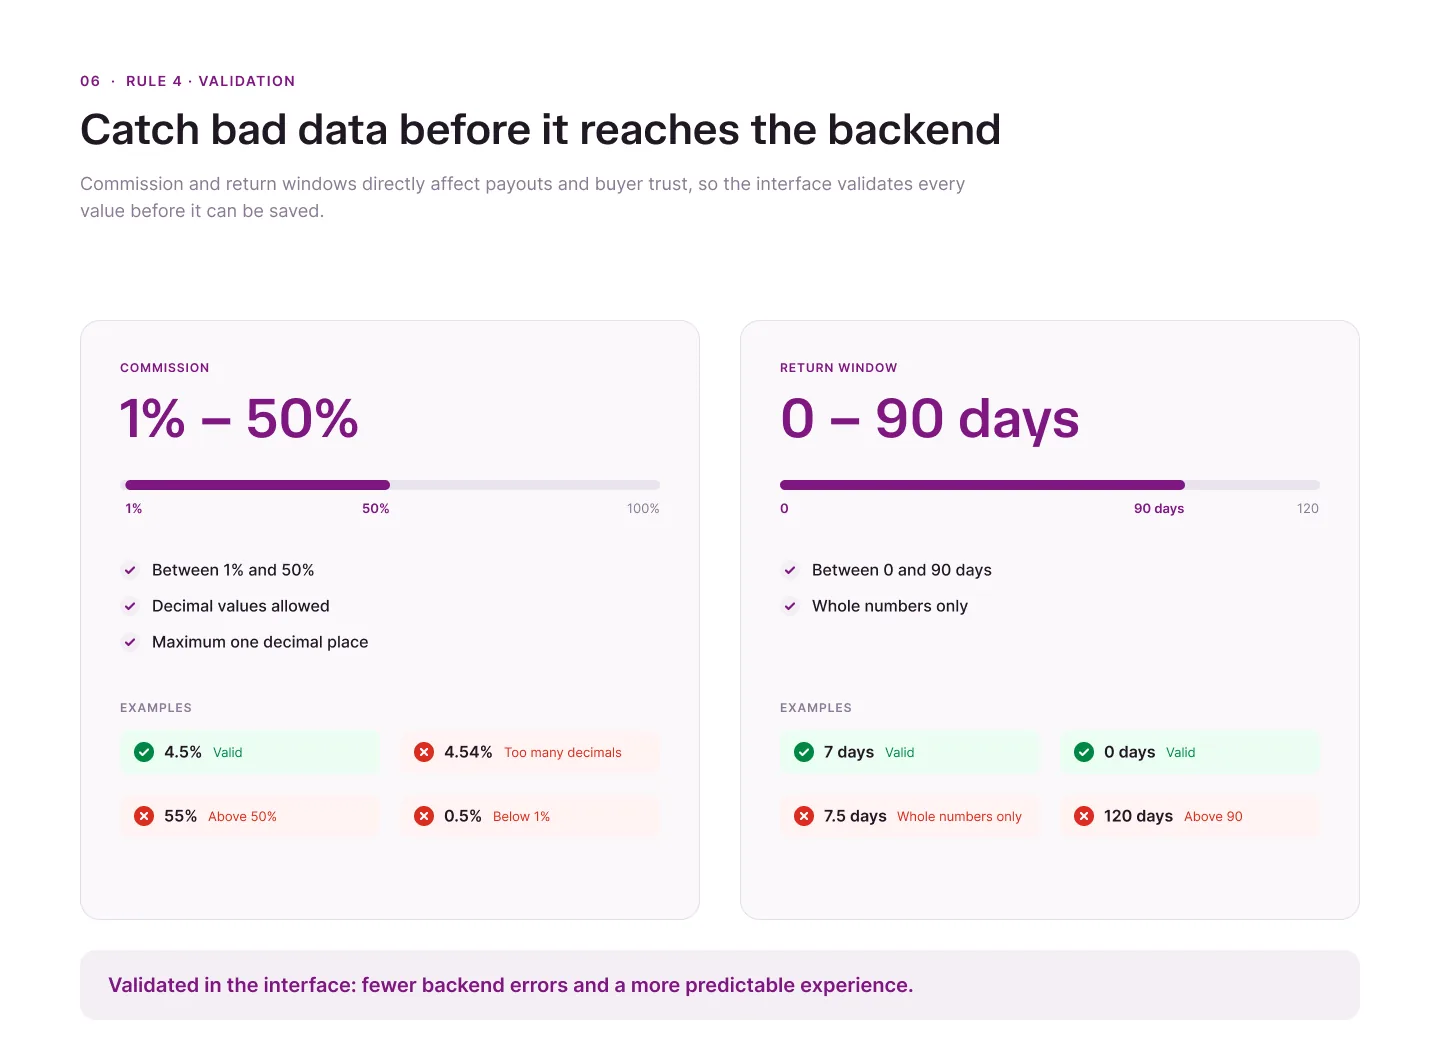 06 · RULE 4 · VALIDATION
Catch bad data before it reaches the backend
Commission and return windows directly affect payouts and buyer trust, so the interface validates every
value before it can be saved.
COMMISSION
1% – 50%
1% 50% 100%
Between 1% and 50%
Decimal values allowed
Maximum one decimal place
EXAMPLES
4.5% Valid
4.54% Too many decimals
55% Above 50%
0.5% Below 1%
RETURN WINDOW
0 – 90 days
0 90 days 120
Between 0 and 90 days
Whole numbers only
EXAMPLES
7 days Valid
0 days Valid
7.5 days Whole numbers only
120 days Above 90
Validated in the interface: fewer backend errors and a more predictable experience.